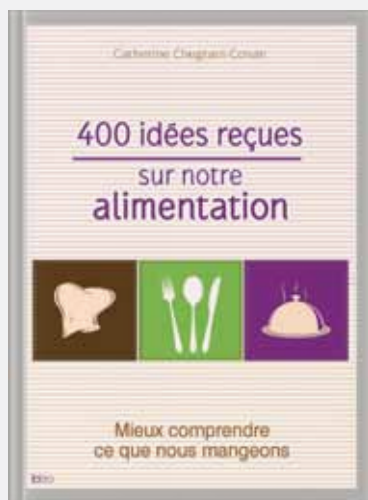 Catherine Chegrani-Conan
400 idées reçues
sur notre
alimentation
Mieux comprendre
ce que nous mangeons